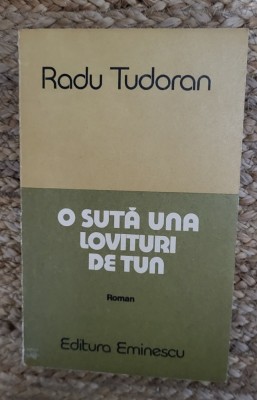 Radu Tudoran
O SUTĂ UNA
LOVITURI
DE TUN
Roman
Editura Eminescu